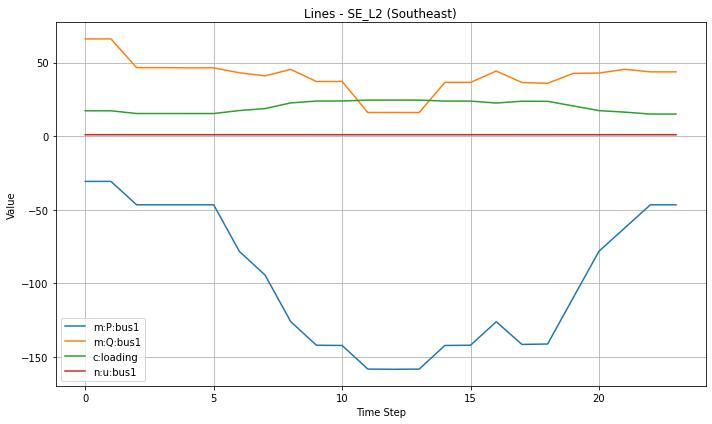 Lines - SE_L2 (Southeast)
50
0
−50
−100
−150
Value
m:P:bus1
m:Q:bus1
c:loading
n:u:bus1
0 5 10 15 20
Time Step